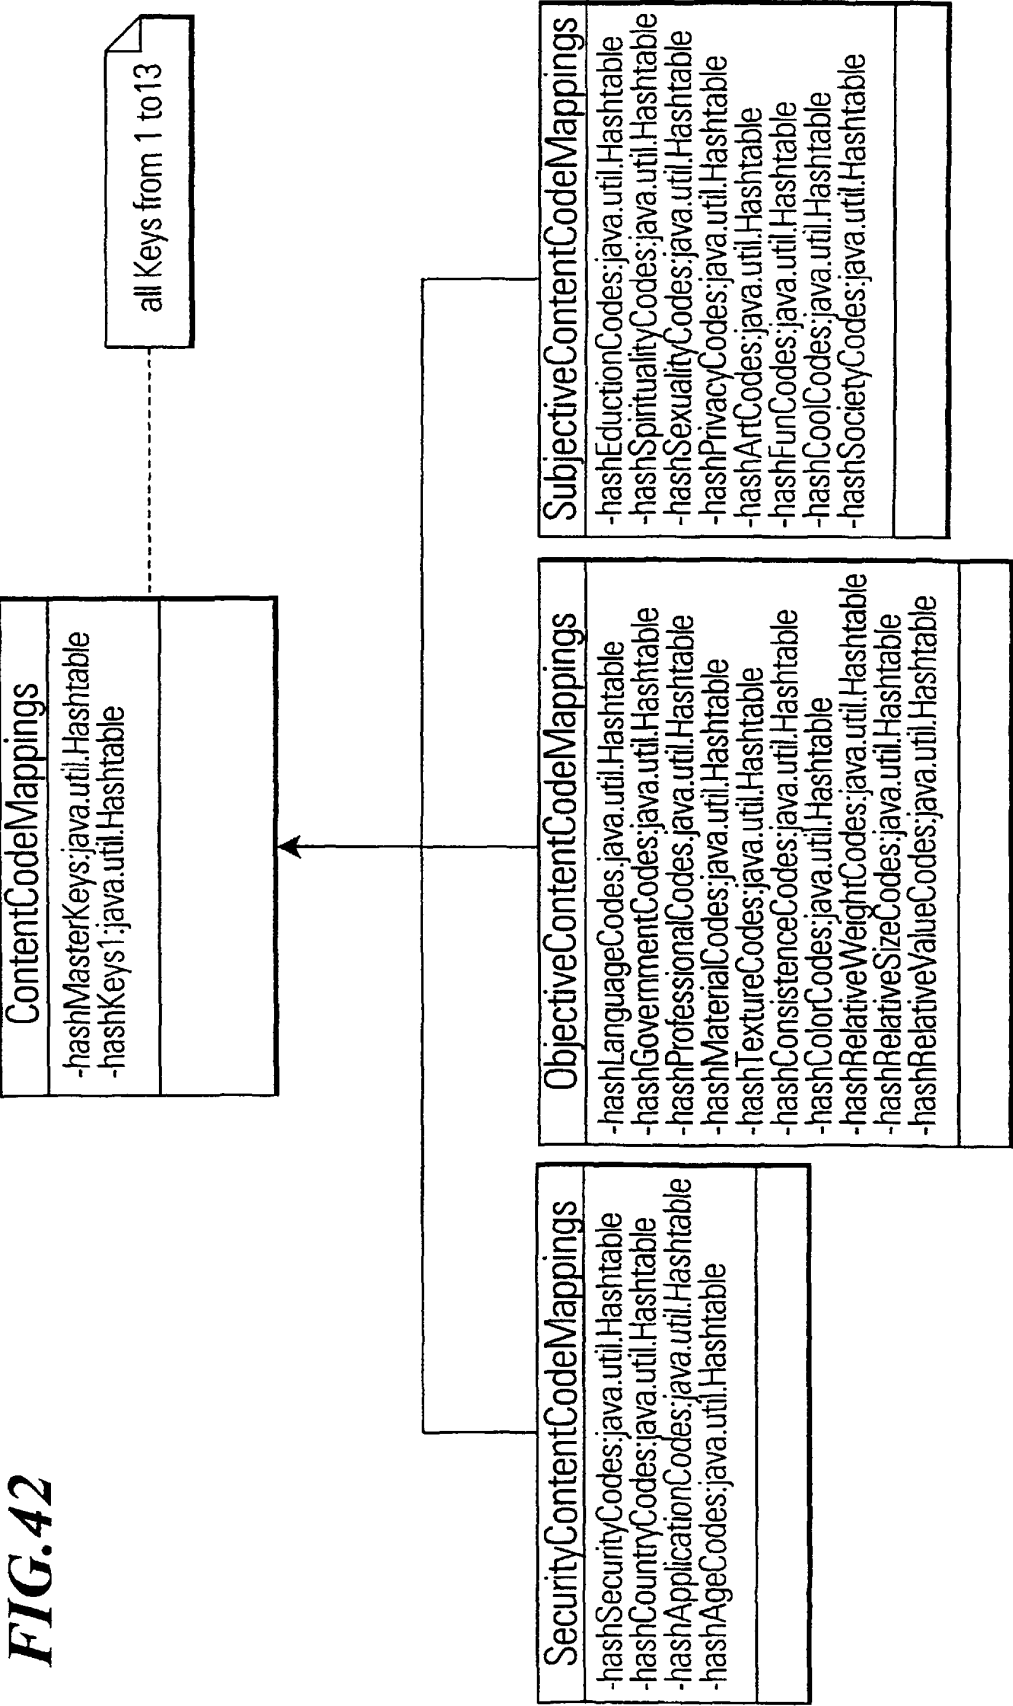 FIG.42
ContentCodeMappings
-hashMasterKeys:java.util.Hashtable
-hashKeys1:java.util.Hashtable
all Keys from 1 to13
SecurityContentCodeMappings
-hashSecurityCodes:java.util.Hashtable
-hashCountryCodes:java.util.Hashtable
-hashApplicationCodes:java.util.Hashtable
-hashAgeCodes:java.util.Hashtable
ObjectiveContentCodeMappings
-hashLanguageCodes.java.util.Hashtable
-hashGovernmentCodes:java.util.Hashtable
-hashProfessionalCodes.java.util.Hashtable
-hashMaterialCodes:java.util.Hashtable
-hashTextureCodes:java.util.Hashtable
-hashConsistenceCodes:java.util.Hashtable
-hashColorCodes:java.util.Hashtable
-hashRelativeWeightCodes:java.util.Hashtable
-hashRelativeSizeCodes:java.util.Hashtable
-hashRelativeValueCodes:java.util.Hashtable
SubjectiveContentCodeMappings
-hashEductionCodes:java.util.Hashtable
-hashSpiritualityCodes:java.util.Hashtable
-hashSexualityCodes:java.util.Hashtable
-hashPrivacyCodes:java.util.Hashtable
-hashArtCodes:java.util.Hashtable
-hashFunCodes:java.util.Hashtable
-hashCoolCodes:java.util.Hashtable
-hashSocietyCodes:java.util.Hashtable